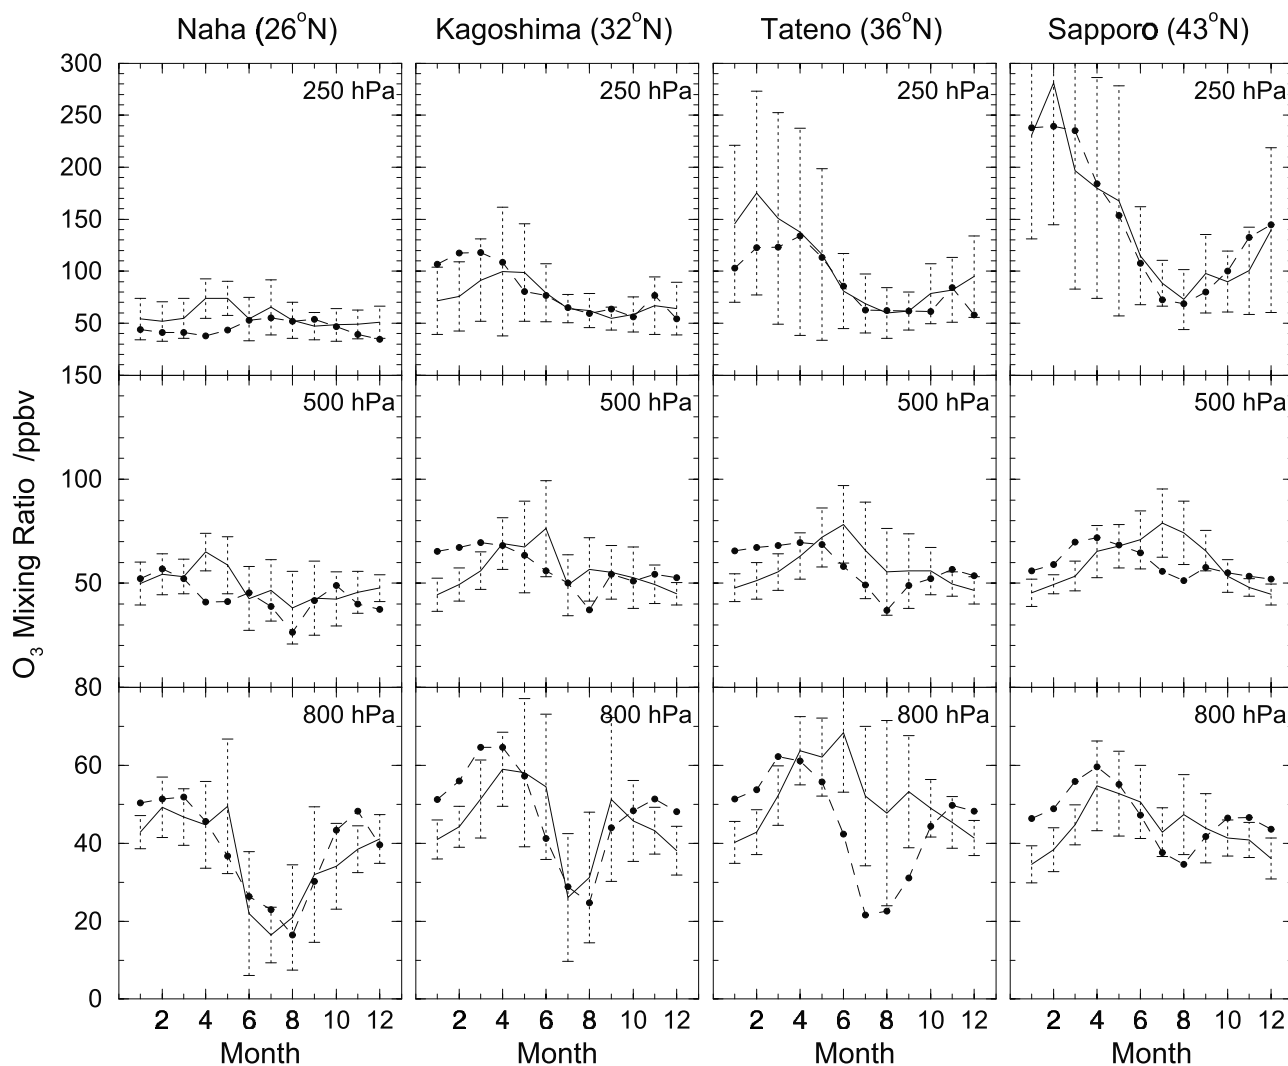 Naha (26°N) Kagoshima (32°N) Tateno (36°N) Sapporo (43°N)
300
250 hPa 250 hPa 250 hPa 250 hPa
250
200
150
100
50
150
500 hPa 500 hPa 500 hPa 500 hPa
100
50
O3 Mixing Ratio /ppbv
80
800 hPa 800 hPa 800 hPa 800 hPa
60
40
20
0
2 4 6 8 10 12 2 4 6 8 10 12 2 4 6 8 10 12 2 4 6 8 10 12
Month Month Month Month